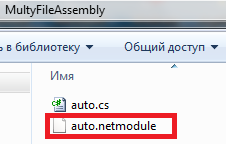 MultyFileAssembly
ь в библиотеку
Общий доступ
Имя
auto.cs
auto.netmodule